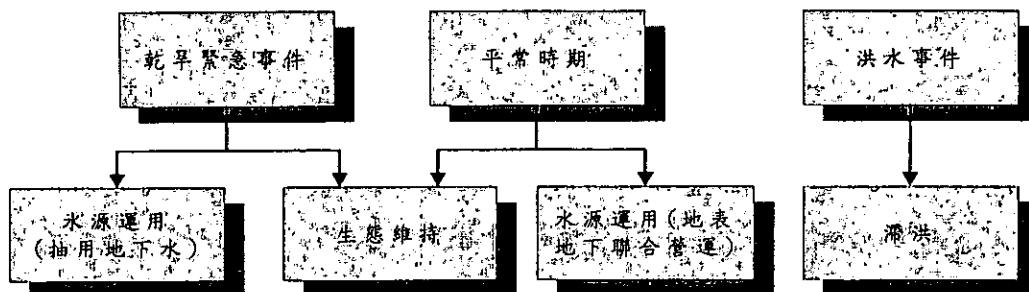 乾旱緊急事件
平常時期
洪水事件
水源運用
(抽用地下水)
生態維持
水源運用(地表
地下聯合營運)
滯洪